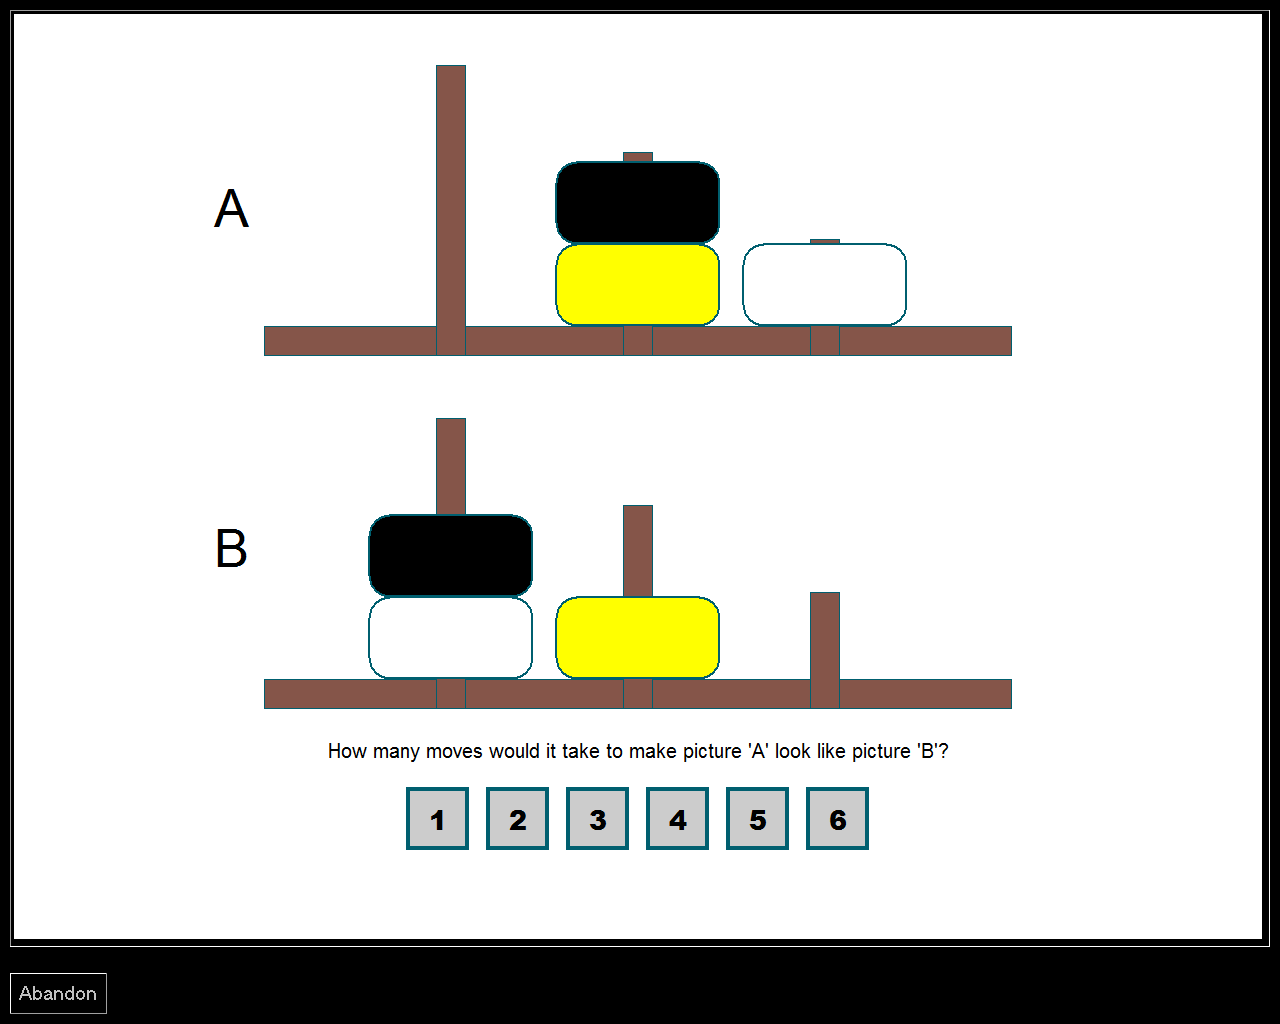 A
B
How many moves would it take to make picture 'A' look like picture 'B'?
1 2 3 4 5 6
Abandon